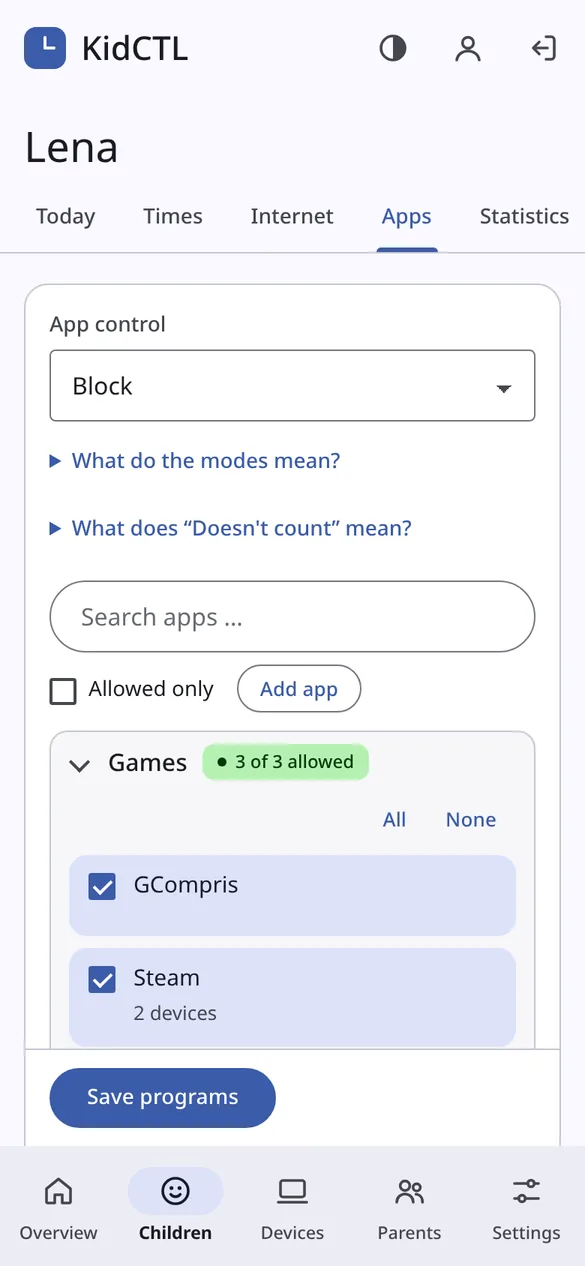 KidCTL
Lena
Today Times Internet Apps Statistics
App control
Block
What do the modes mean?
What does “Doesn't count” mean?
Search apps ...
Allowed only Add app
Games 3 of 3 allowed
All None
GCompris
Steam
2 devices
Save programs
Overview Children Devices Parents Settings